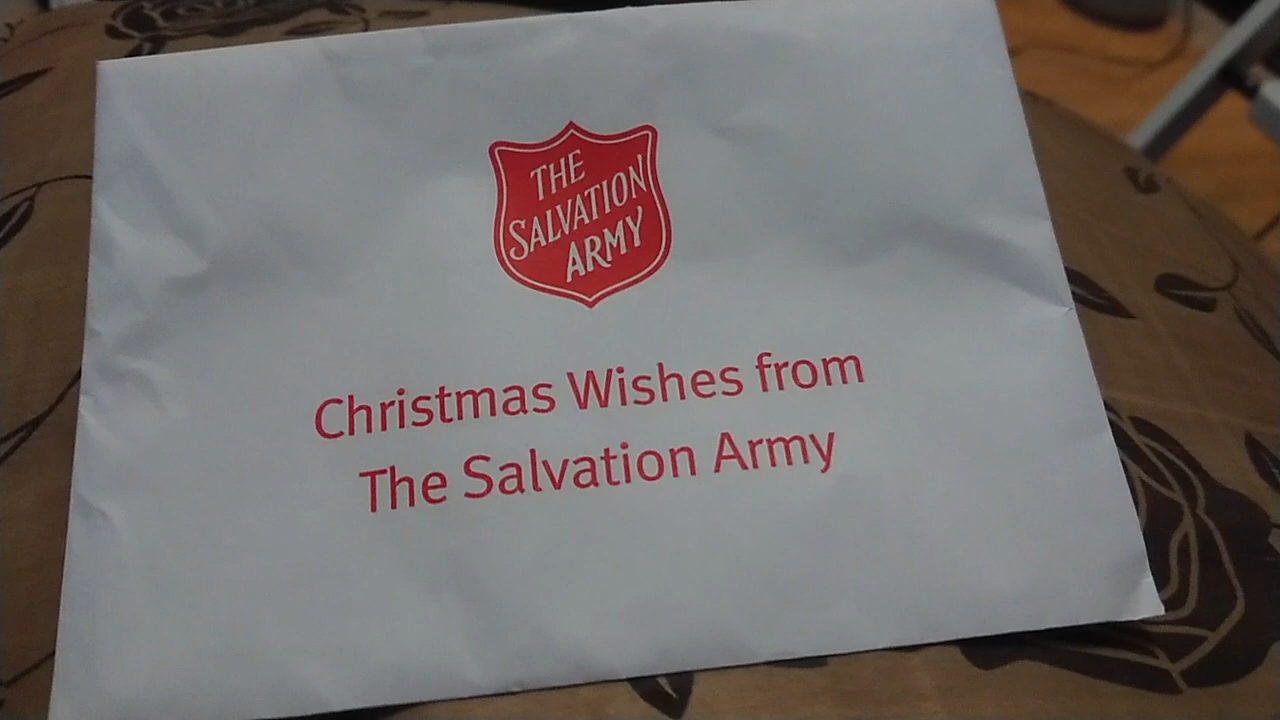 THE
SALVATION
ARMY
Christmas Wishes from
The Salvation Army